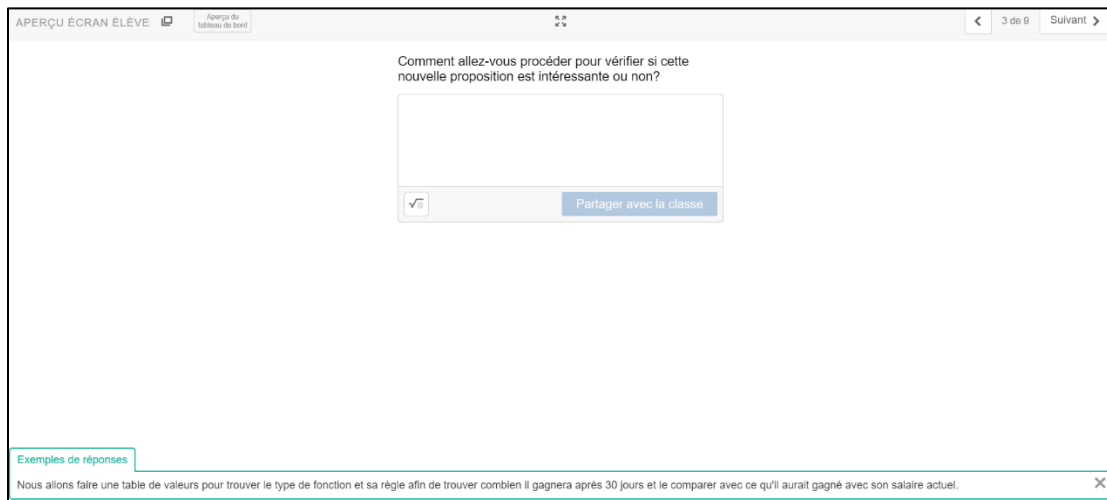 APERÇU ÉCRAN ÉLÈVE
Aperçu du
tableau de bord
3 de 9
Suivant
Comment allez-vous procéder pour vérifier si cette
nouvelle proposition est intéressante ou non?
Partager avec la classe
Exemples de réponses
Nous allons faire une table de valeurs pour trouver le type de fonction et sa règle afin de trouver combien il gagnera après 30 jours et le comparer avec ce qu'il aurait gagné avec son salaire actuel.